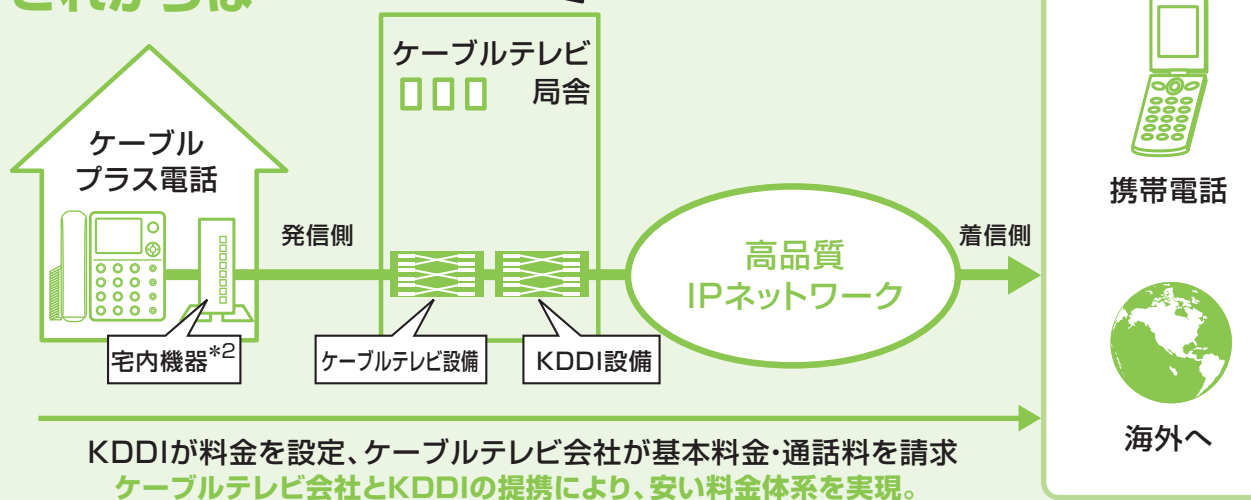 これからは
ケーブルテレビ
局舎
ケーブル
プラス電話
発信側
高品質
IPネットワーク
着信側
宅内機器*2
ケーブルテレビ設備
KDDI設備
携帯電話
海外へ
KDDIが料金を設定、ケーブルテレビ会社が基本料金・通話料を請求
ケーブルテレビ会社とKDDIの提携により、安い料金体系を実現。